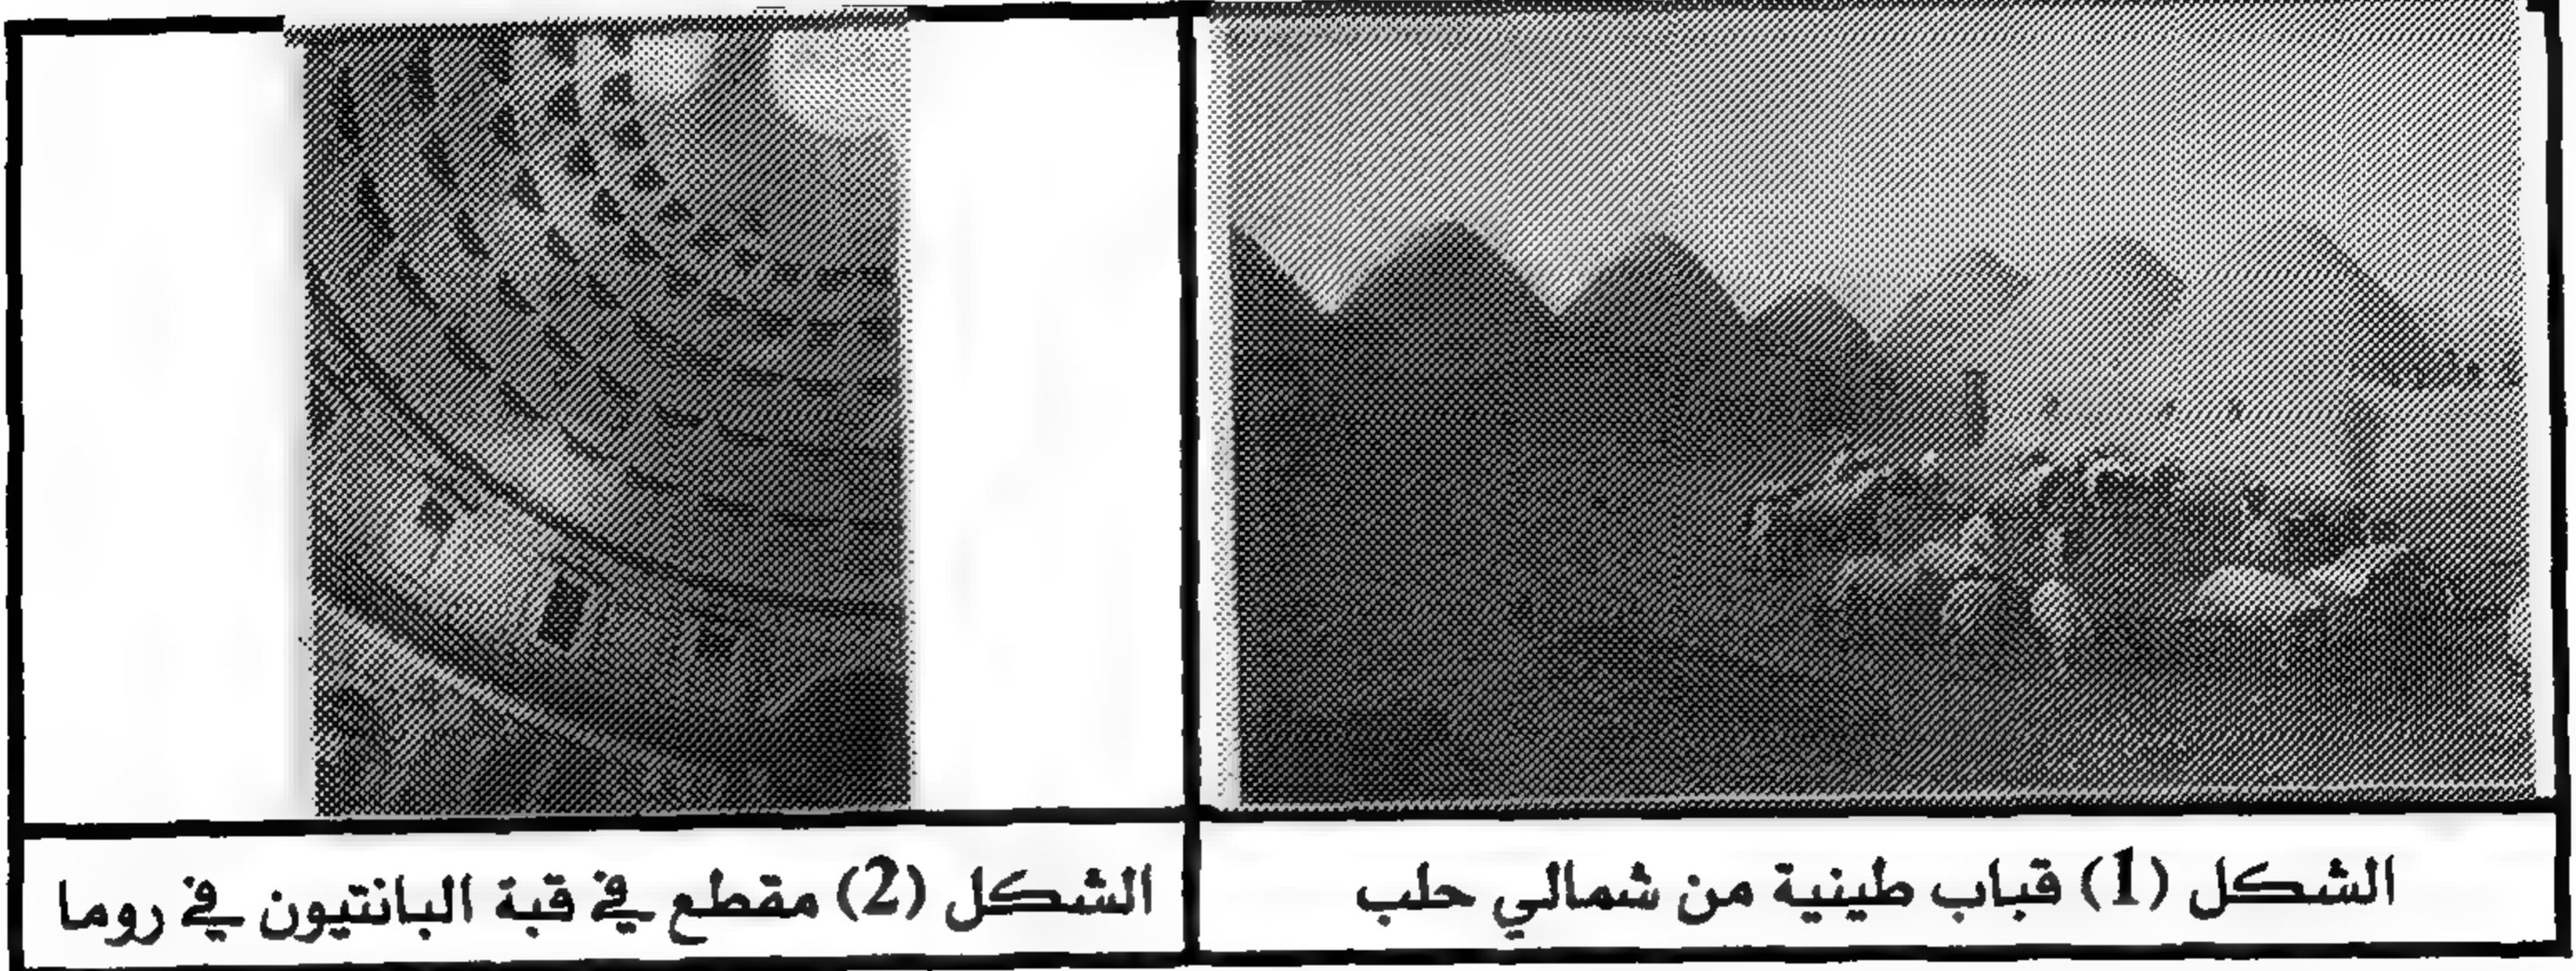 الشكل (1) قباب طينية من شمالي حلب
الشكل (2) مقطع في قبة البانتيون في روما